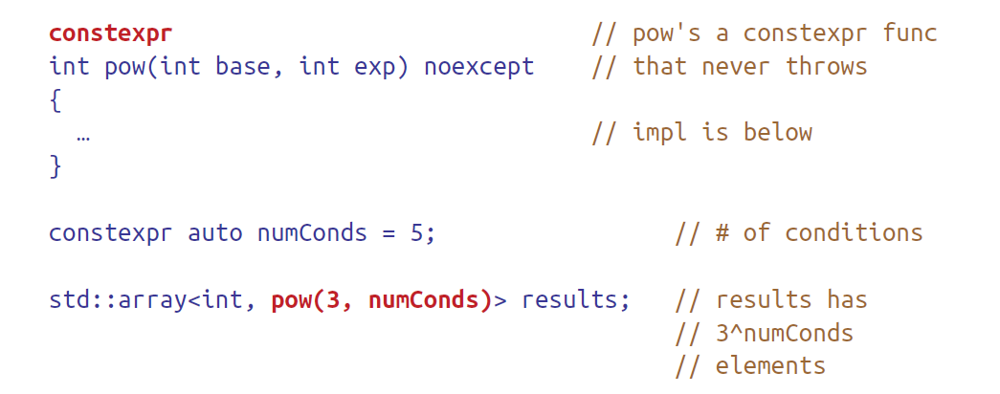 constexpr // pow's a constexpr func
int pow(int base, int exp) noexcept // that never throws
{
… // impl is below
}
constexpr auto numConds = 5; // # of conditions
std::array<int, pow(3, numConds)> results; // results has
// 3^numConds
// elements